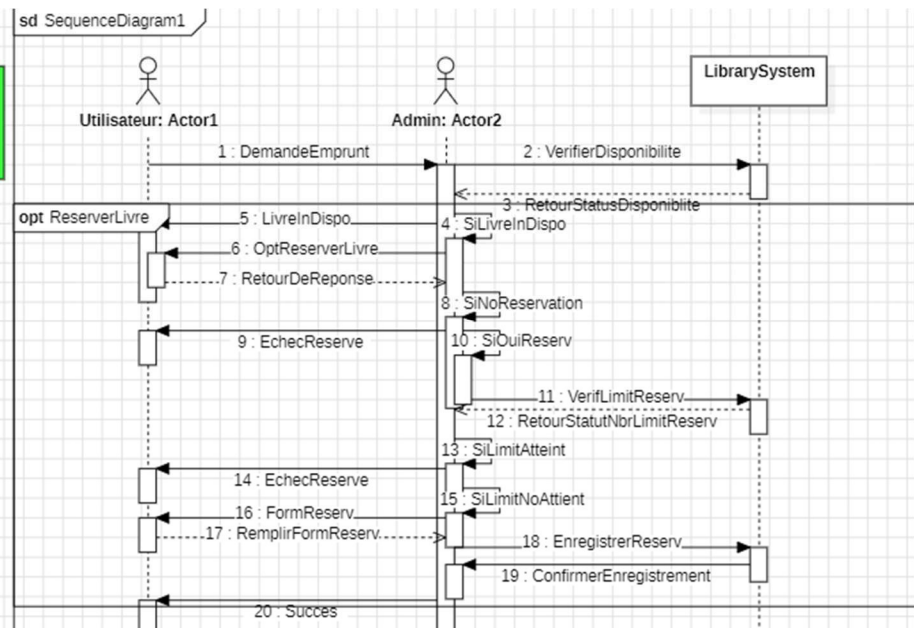 sd SequenceDiagram1
LibrarySystem
Utilisateur: Actor1
Admin: Actor2
1 : DemandeEmprunt
2 : VerifierDisponibilite
3 : RetourStatusDisponiblite
opt ReserverLivre
5 : LivreInDispo
4 : SiLivreInDispo
6 : OptReserverLivre
7 : RetourDeReponse
8 : SiNoReservation
9 : EchecReserve
10 : SiOuiReserv
11 : VerifLimitReserv
12 : RetourStatutNbrLimitReserv
13 : SiLimitAtteint
14 : EchecReserve
15 : SiLimitNoAttient
16 : FormReserv
17 : RemplirFormReserv
18 : EnregistrerReserv
19 : ConfirmerEnregistrement
20 : Succes